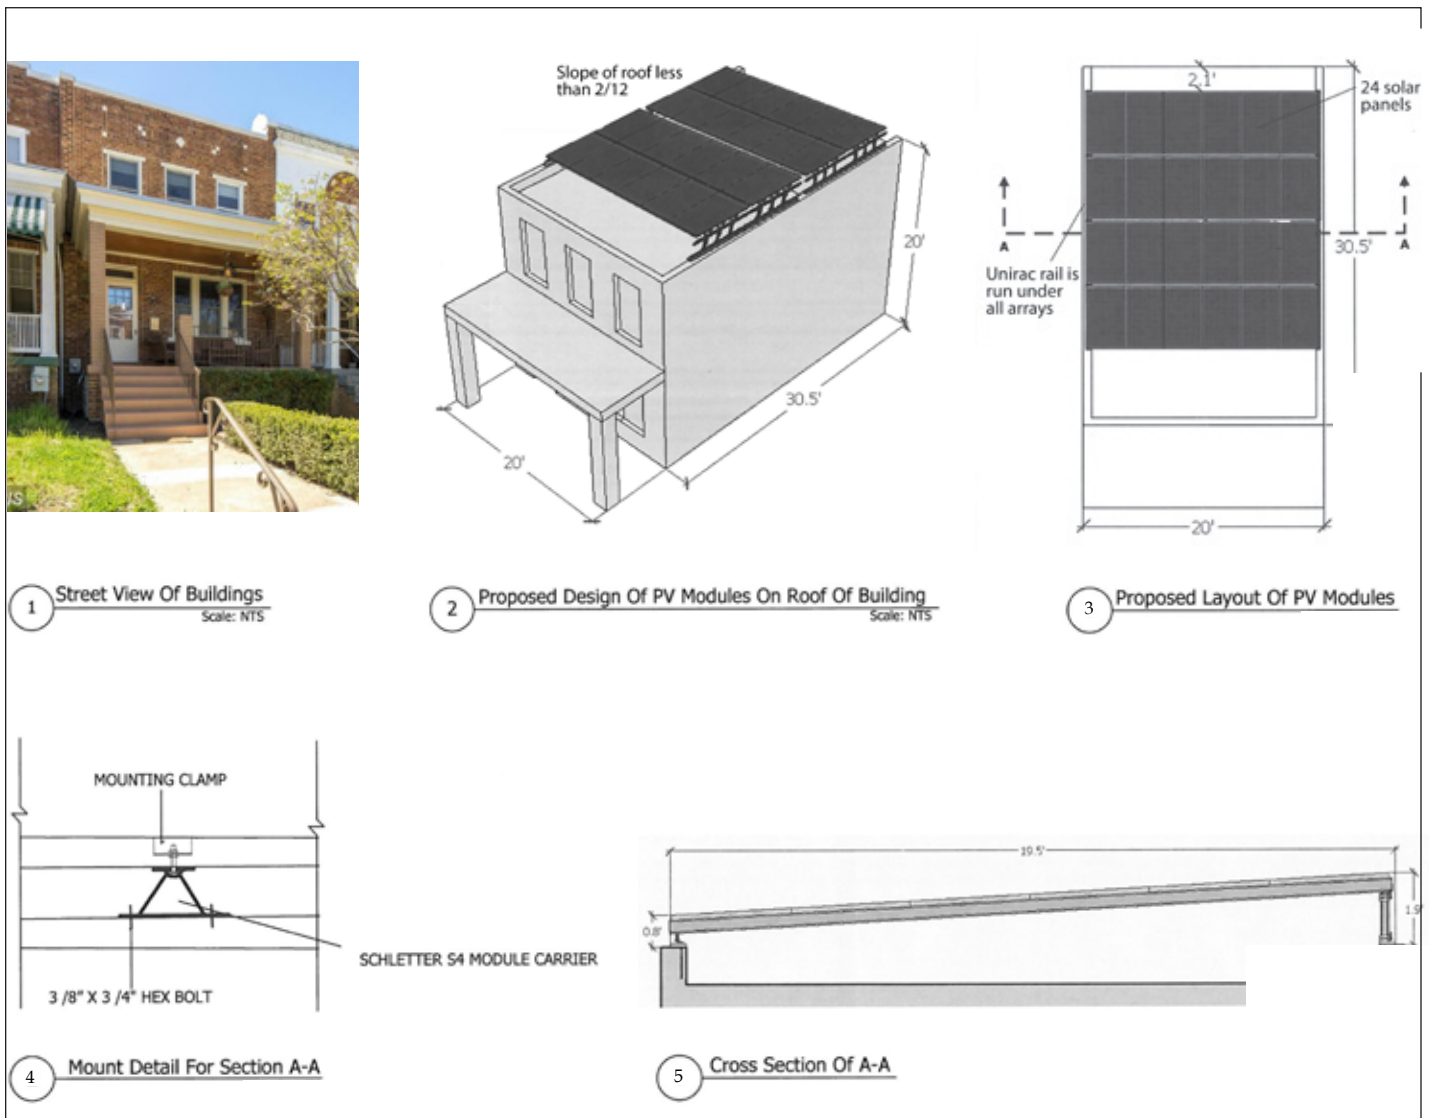 Slope of roof less
than 2/12
20'
30.5'
20'
2.1'
24 solar
panels
A
A
30.5'
Unirac rail is
run under
all arrays
20'
1
Street View Of Buildings
Scale: NTS
2
Proposed Design Of PV Modules On Roof Of Building
Scale: NTS
3
Proposed Layout Of PV Modules
MOUNTING CLAMP
SCHLETTER S4 MODULE CARRIER
3 /8" X 3 /4" HEX BOLT
19.5'
0.8'
1.9'
4
Mount Detail For Section A-A
5
Cross Section Of A-A